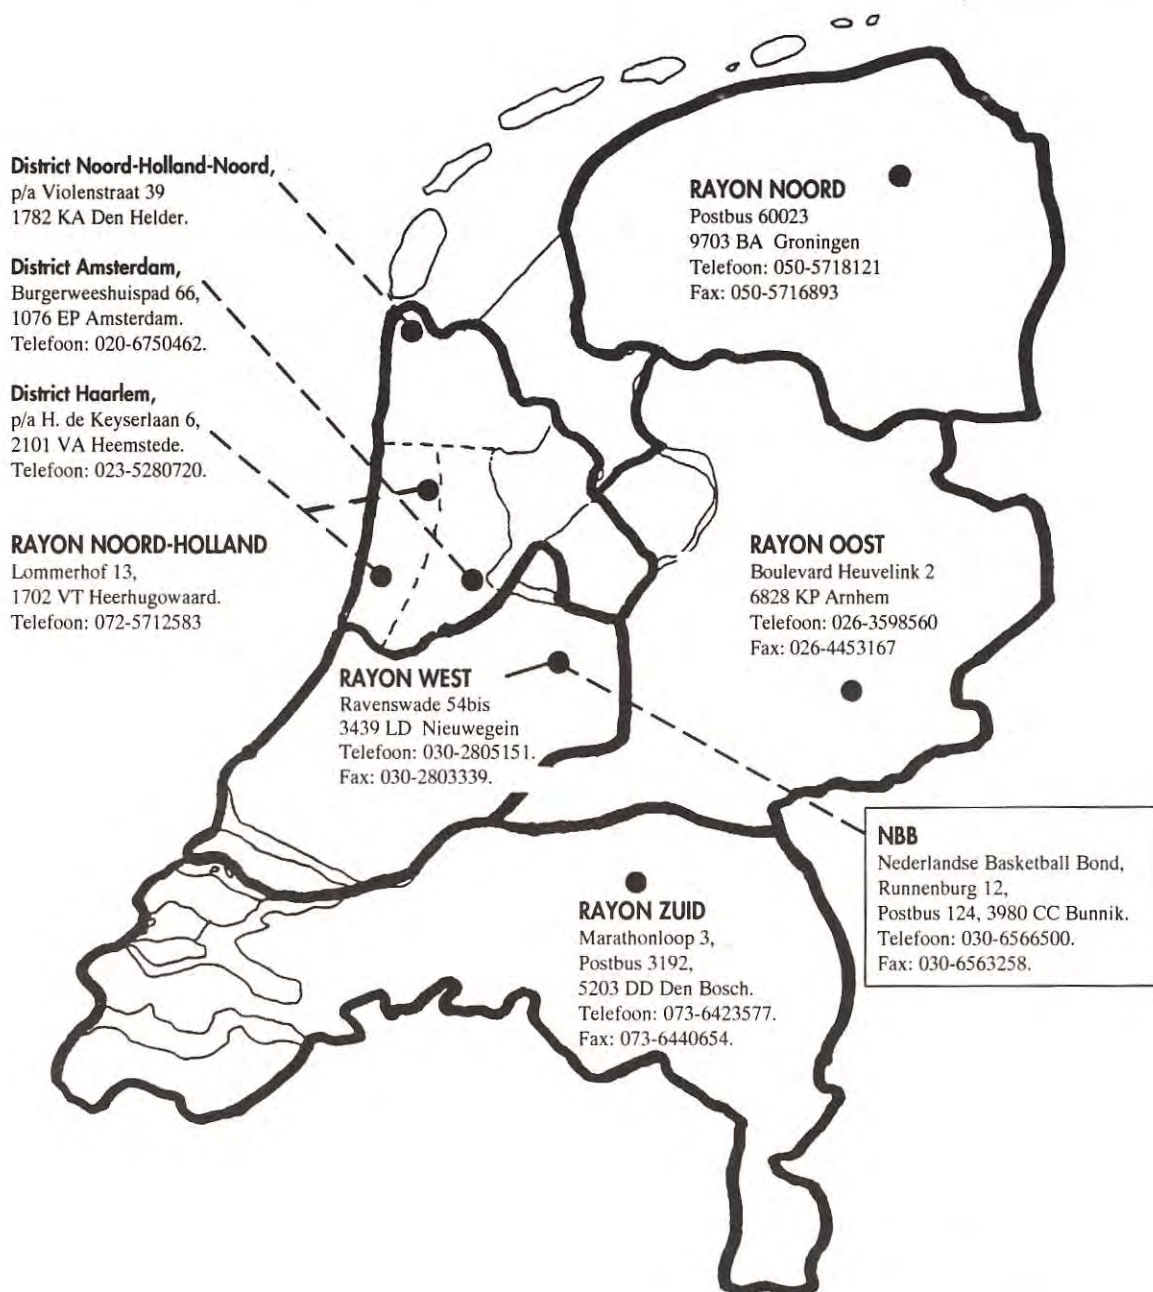 District Noord-Holland-Noord,
p/a Violenstraat 39
1782 KA Den Helder.
District Amsterdam,
Burgerweeshuispad 66,
1076 EP Amsterdam.
Telefoon: 020-6750462.
District Haarlem,
p/a H. de Keyserlaan 6,
2101 VA Heemstede.
Telefoon: 023-5280720.
RAYON NOORD-HOLLAND
Lommerhof 13,
1702 VT Heerhugowaard.
Telefoon: 072-5712583
RAYON NOORD
Postbus 60023
9703 BA Groningen
Telefoon: 050-5718121
Fax: 050-5716893
RAYON OOST
Boulevard Heuvelink 2
6828 KP Arnhem
Telefoon: 026-3598560
Fax: 026-4453167
RAYON WEST
Ravenswade 54bis
3439 LD Nieuwegein
Telefoon: 030-2805151.
Fax: 030-2803339.
NBB
Nederlandse Basketball Bond,
Runnenburg 12,
Postbus 124, 3980 CC Bunnik.
Telefoon: 030-6566500.
Fax: 030-6563258.
RAYON ZUID
Marathonloop 3,
Postbus 3192,
5203 DD Den Bosch.
Telefoon: 073-6423577.
Fax: 073-6440654.